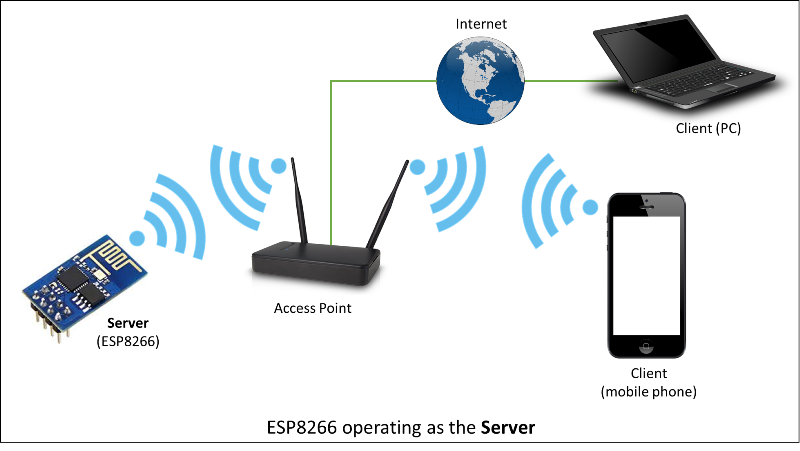 Internet
Client (PC)
Access Point
Server
(ESP8266)
Client
(mobile phone)
ESP8266 operating as the Server